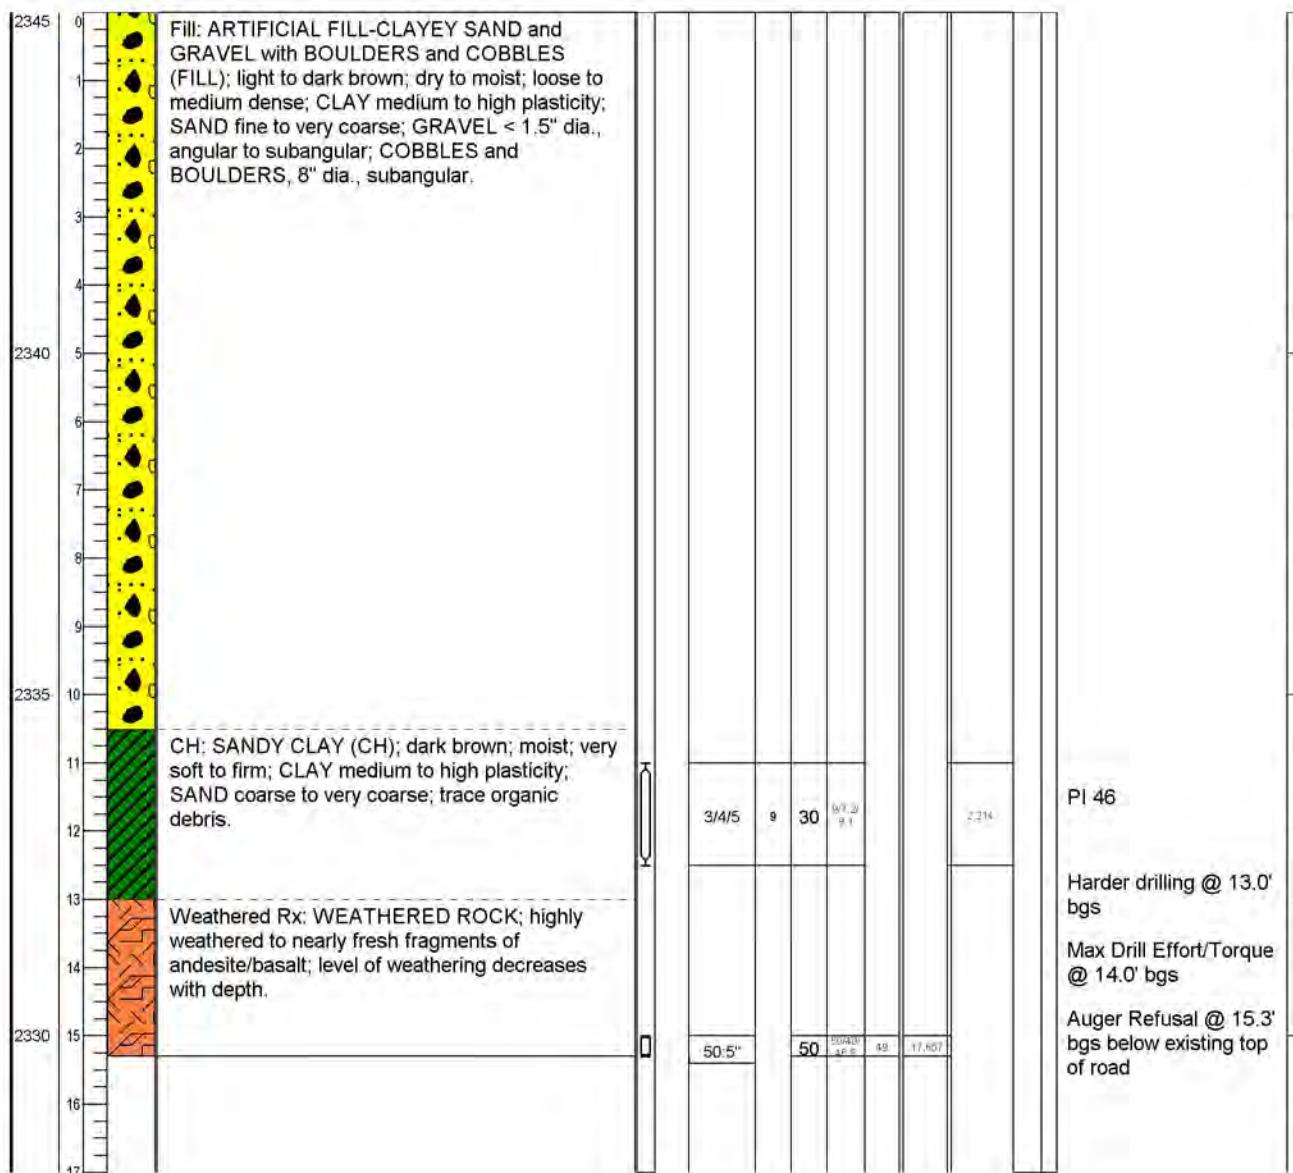 2345
0
Fill: ARTIFICIAL FILL-CLAYEY SAND and
GRAVEL with BOULDERS and COBBLES
(FILL); light to dark brown; dry to moist; loose to
medium dense; CLAY medium to high plasticity;
SAND fine to very coarse; GRAVEL < 1.5" dia.,
angular to subangular; COBBLES and
BOULDERS, 8" dia., subangular.
1
2
3
4
2340
5
6
7
8
9
2335
10
CH: SANDY CLAY (CH); dark brown; moist; very
soft to firm; CLAY medium to high plasticity;
SAND coarse to very coarse; trace organic
debris.
11
12
3/4/5
9
30
PI 46
13
Weathered Rx: WEATHERED ROCK; highly
weathered to nearly fresh fragments of
andesite/basalt; level of weathering decreases
with depth.
14
Harder drilling @ 13.0'
bgs
Max Drill Effort/Torque
@ 14.0' bgs
2330
15
50:5"
50
49
Auger Refusal @ 15.3'
bgs below existing top
of road
16
17